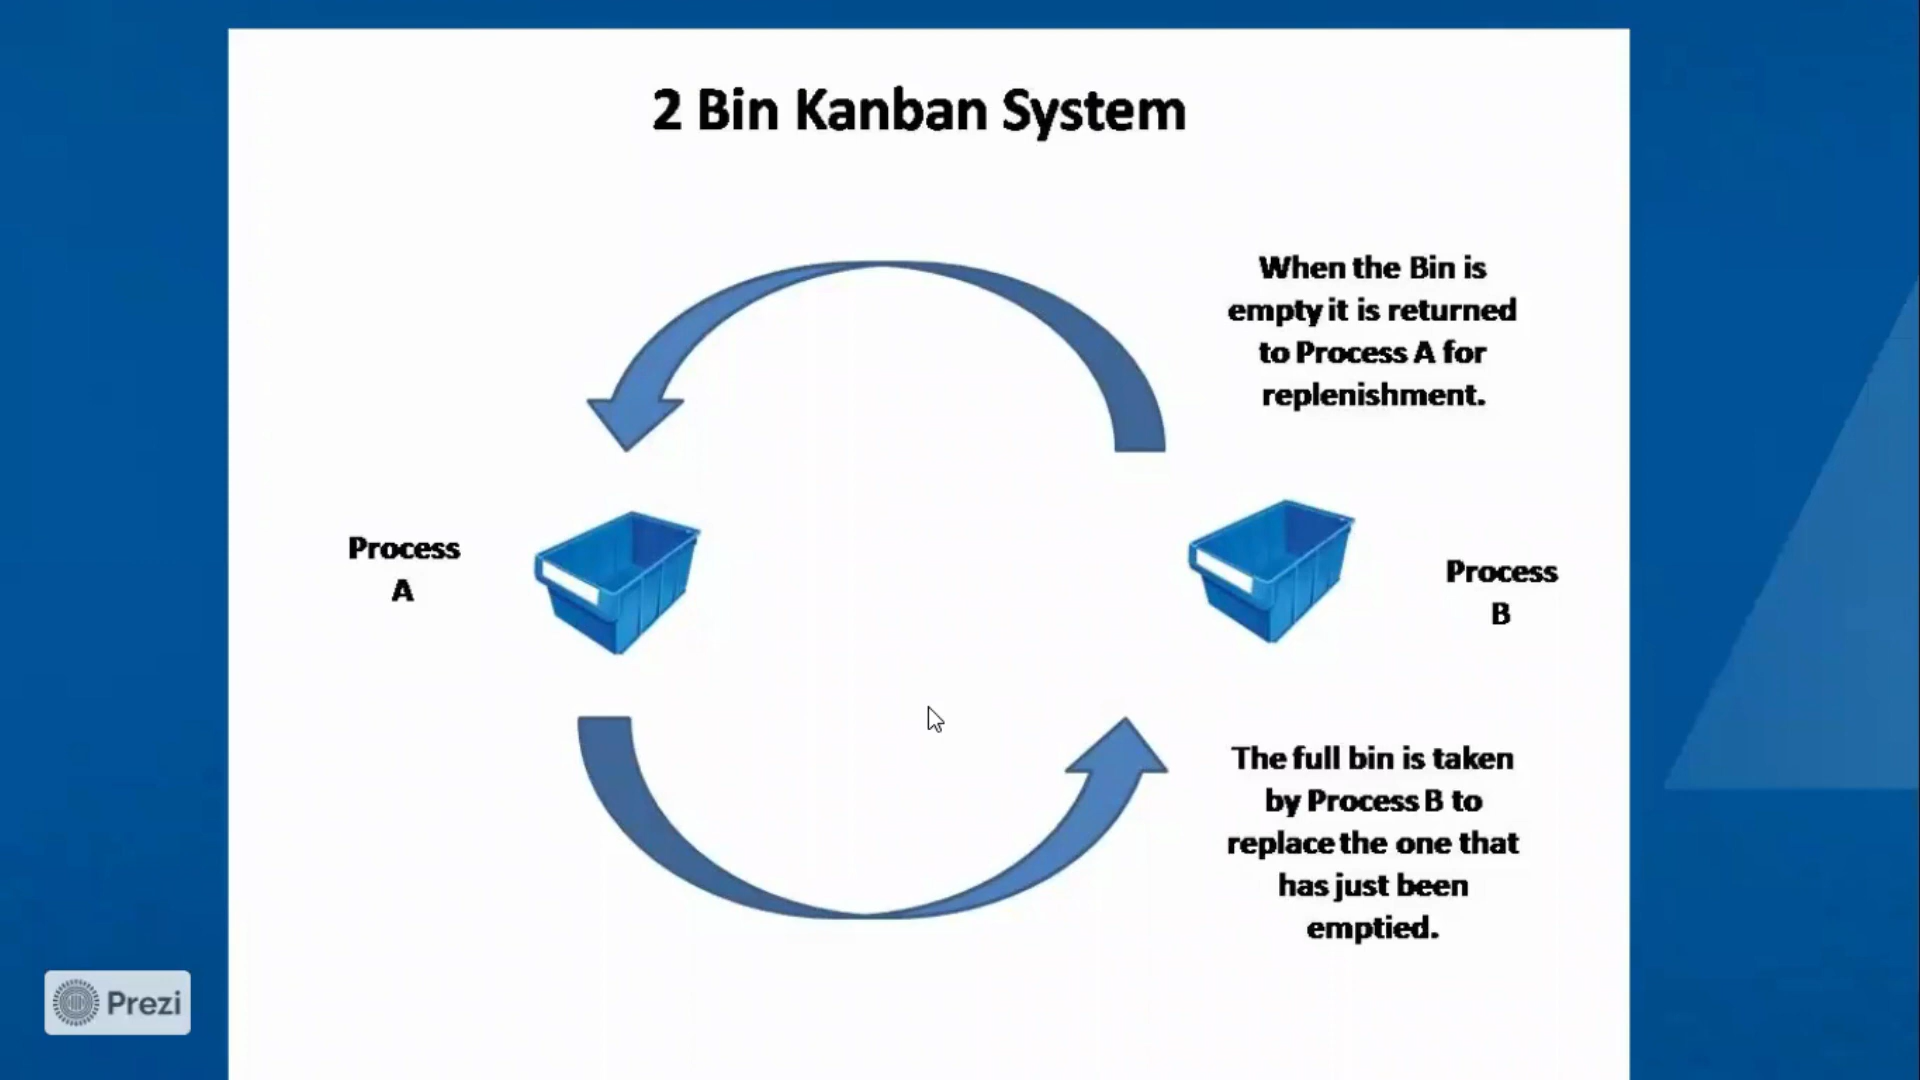 2 Bin Kanban System
When the Bin is
empty it is returned
to Process A for
replenishment.
Process
A
Process
B
The full bin is taken
by Process B to
replace the one that
has just been
emptied.
Prezi